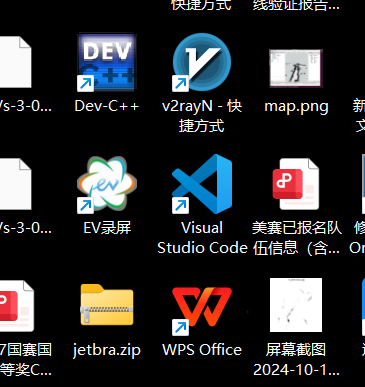 快捷方式
线验证报告...
Vs-3-0...
DEV
C++
Dev-C++
v2rayN - 快
捷方式
map.png
新
文
Vs-3-0...
EV
EV录屏
Visual
Studio Code
美赛已报名队
伍信息（含...
修
Or
7国赛国
等奖C...
jetbra.zip
WPS Office
屏幕截图
2024-10-1...